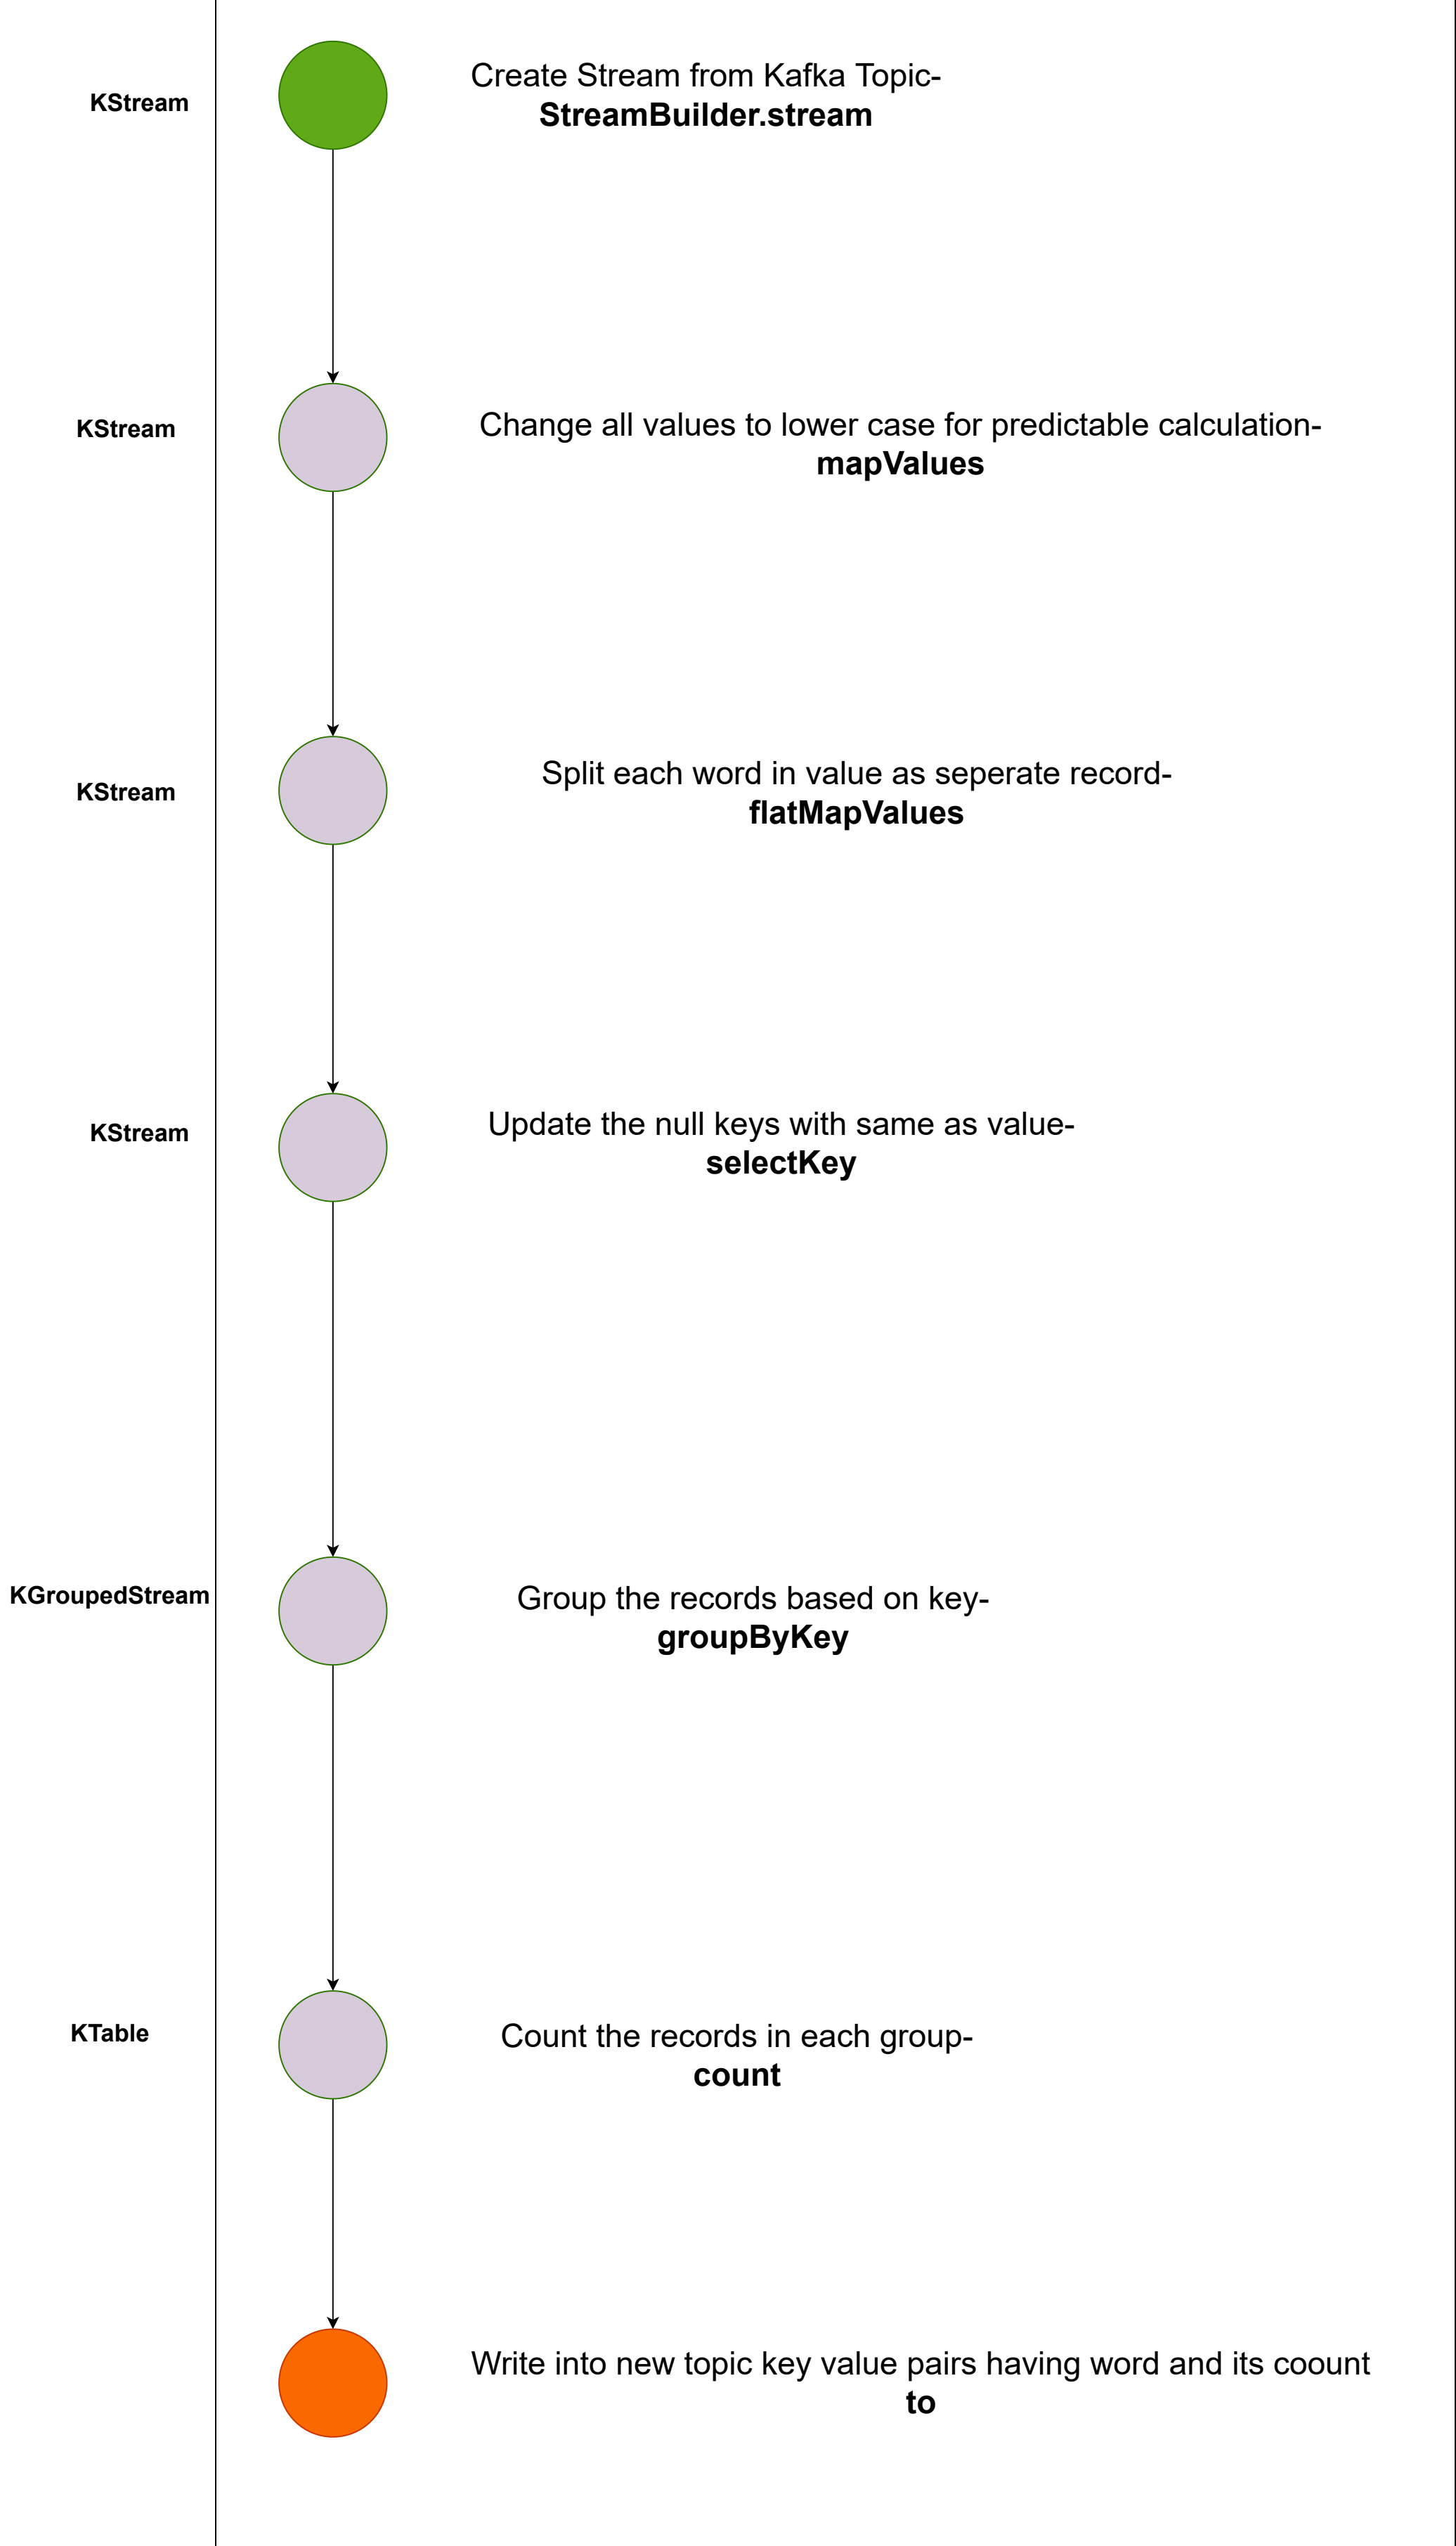 KStream
Create Stream from Kafka Topic-
StreamBuilder.stream
KStream
Change all values to lower case for predictable calculation-
mapValues
KStream
Split each word in value as seperate record-
flatMapValues
KStream
Update the null keys with same as value-
selectKey
KGroupedStream
Group the records based on key-
groupByKey
KTable
Count the records in each group-
count
Write into new topic key value pairs having word and its coount
to